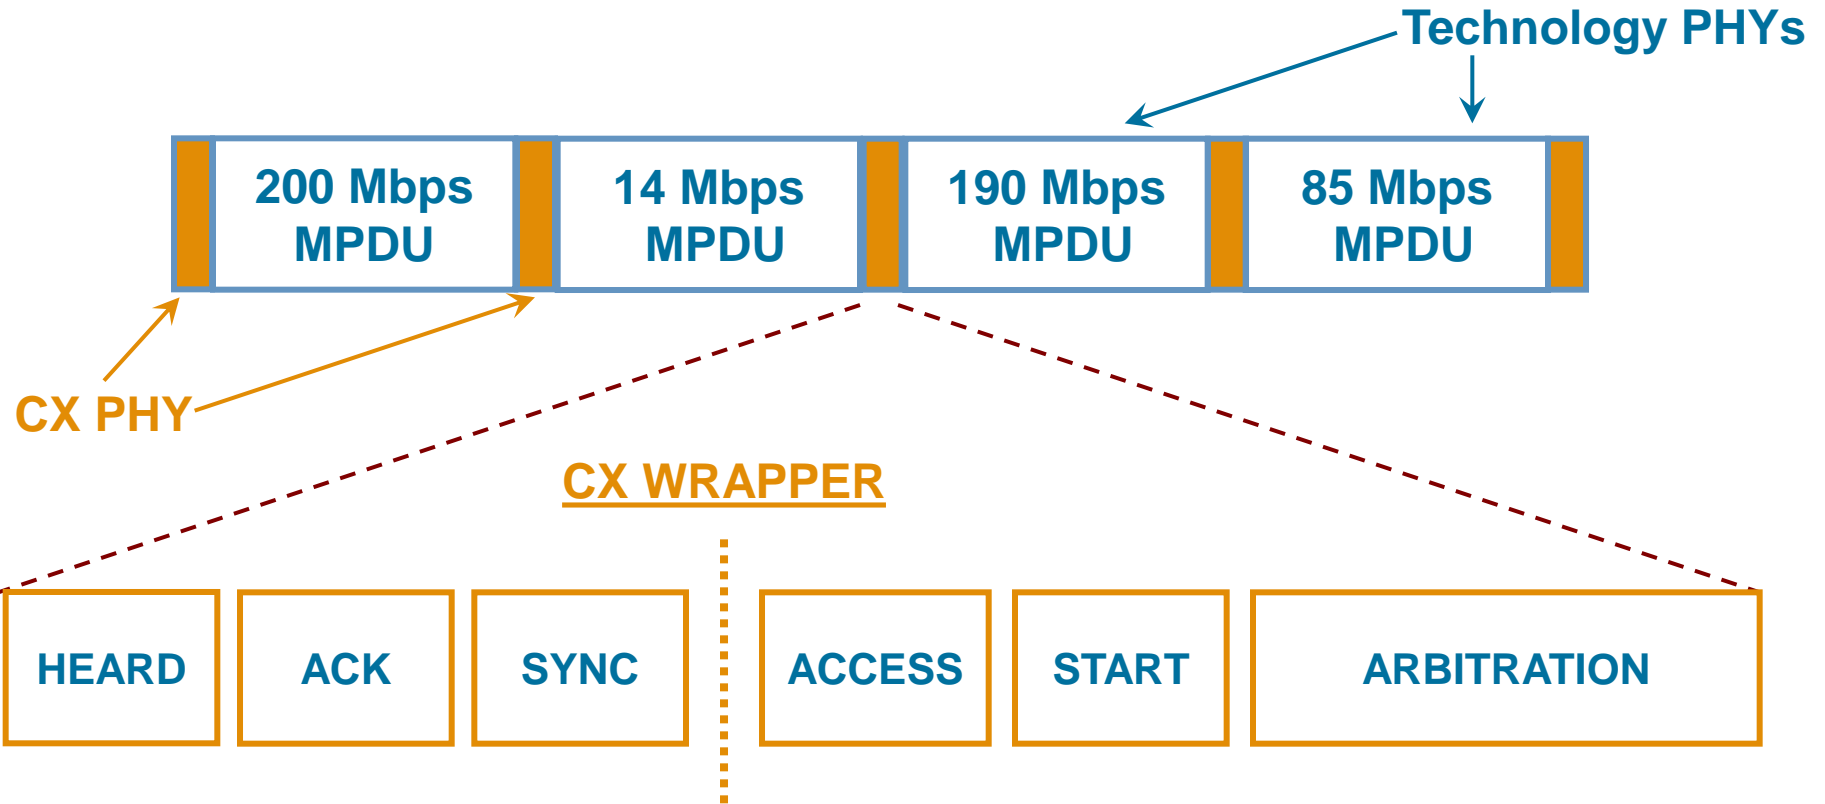 Technology PHYs
200 Mbps
MPDU
14 Mbps
MPDU
190 Mbps
MPDU
85 Mbps
MPDU
CX PHY
CX WRAPPER
HEARD
ACK
SYNC
ACCESS
START
ARBITRATION